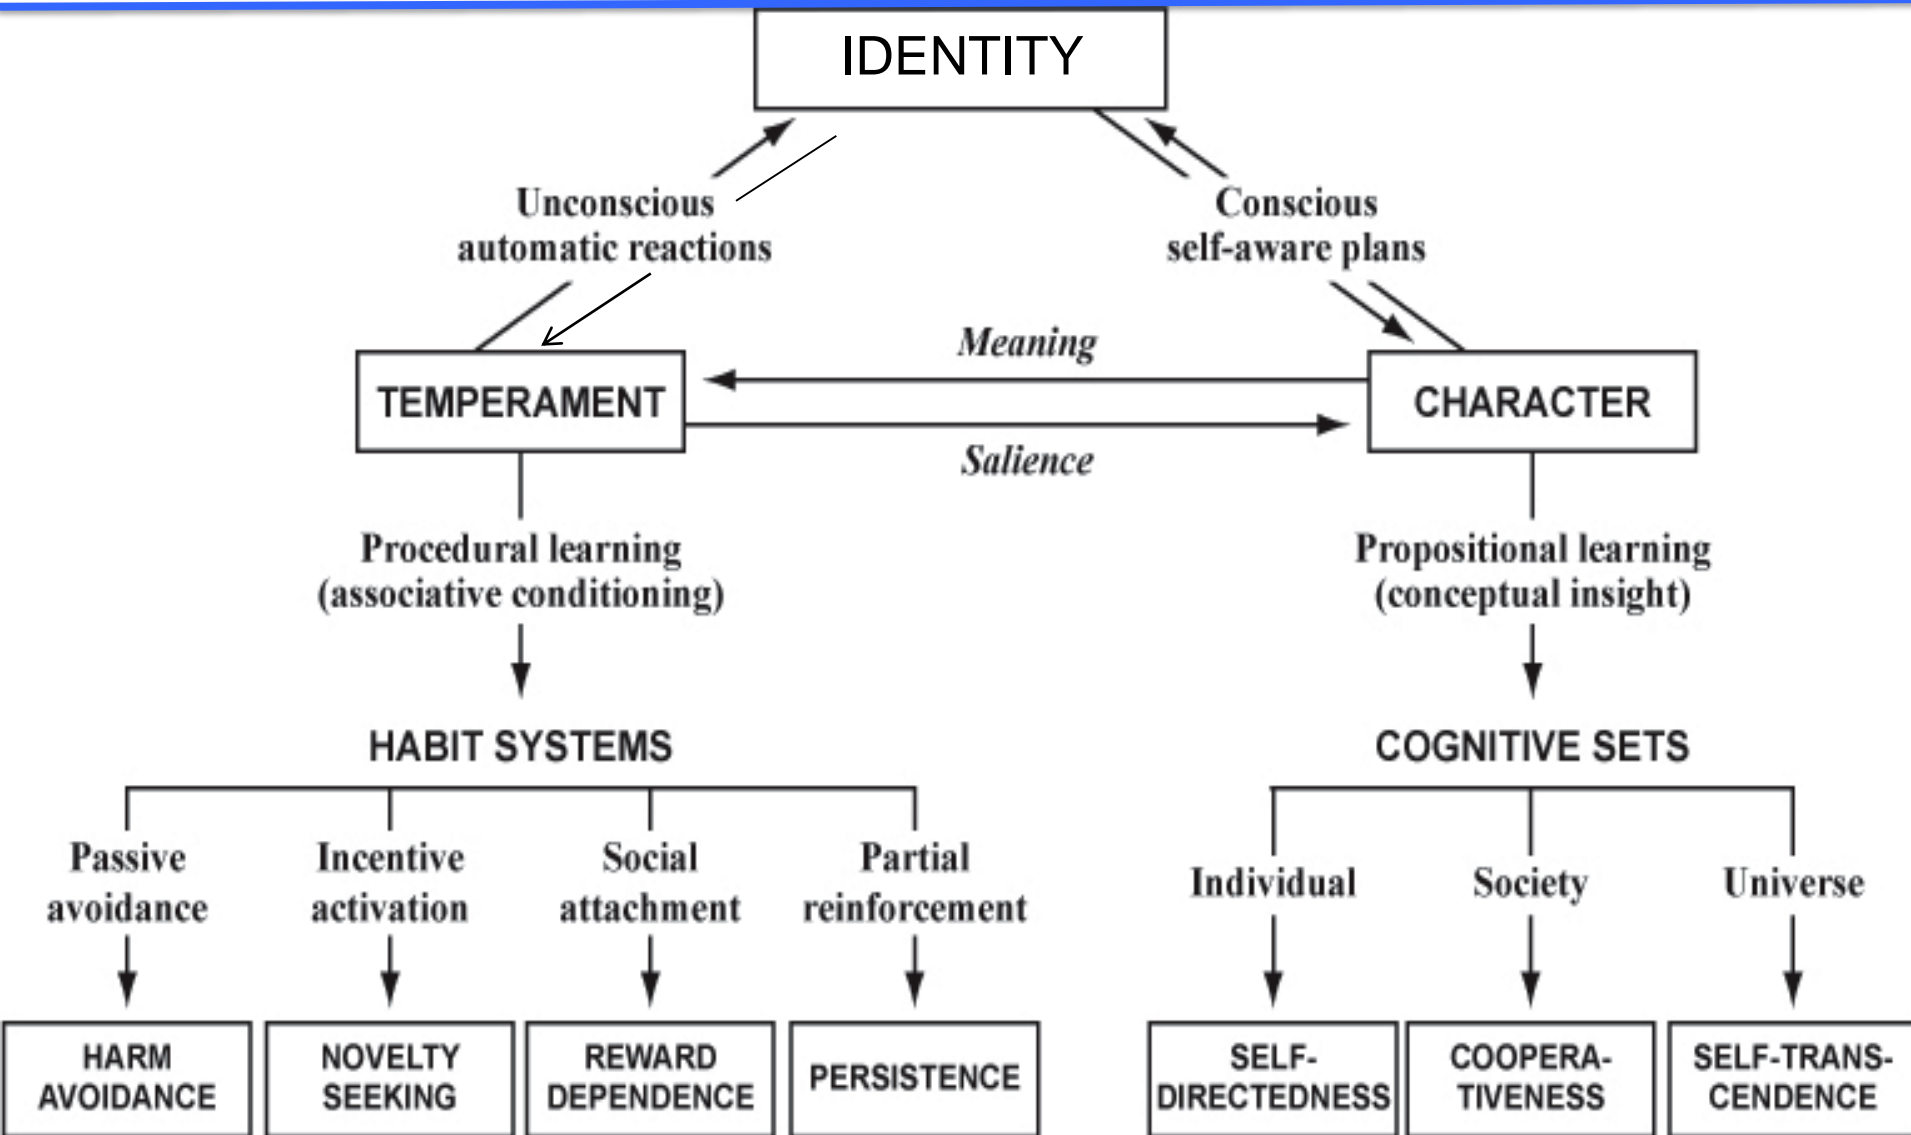 IDENTITY
Unconscious
automatic reactions
Conscious
self-aware plans
Meaning
TEMPERAMENT
CHARACTER
Salience
Procedural learning
(associative conditioning)
Propositional learning
(conceptual insight)
HABIT SYSTEMS
COGNITIVE SETS
Passive
avoidance
Incentive
activation
Social
attachment
Partial
reinforcement
Individual
Society
Universe
HARM
AVOIDANCE
NOVELTY
SEEKING
REWARD
DEPENDENCE
PERSISTENCE
SELF-
DIRECTEDNESS
COOPERA-
TIVENESS
SELF-TRANS-
CENDENCE